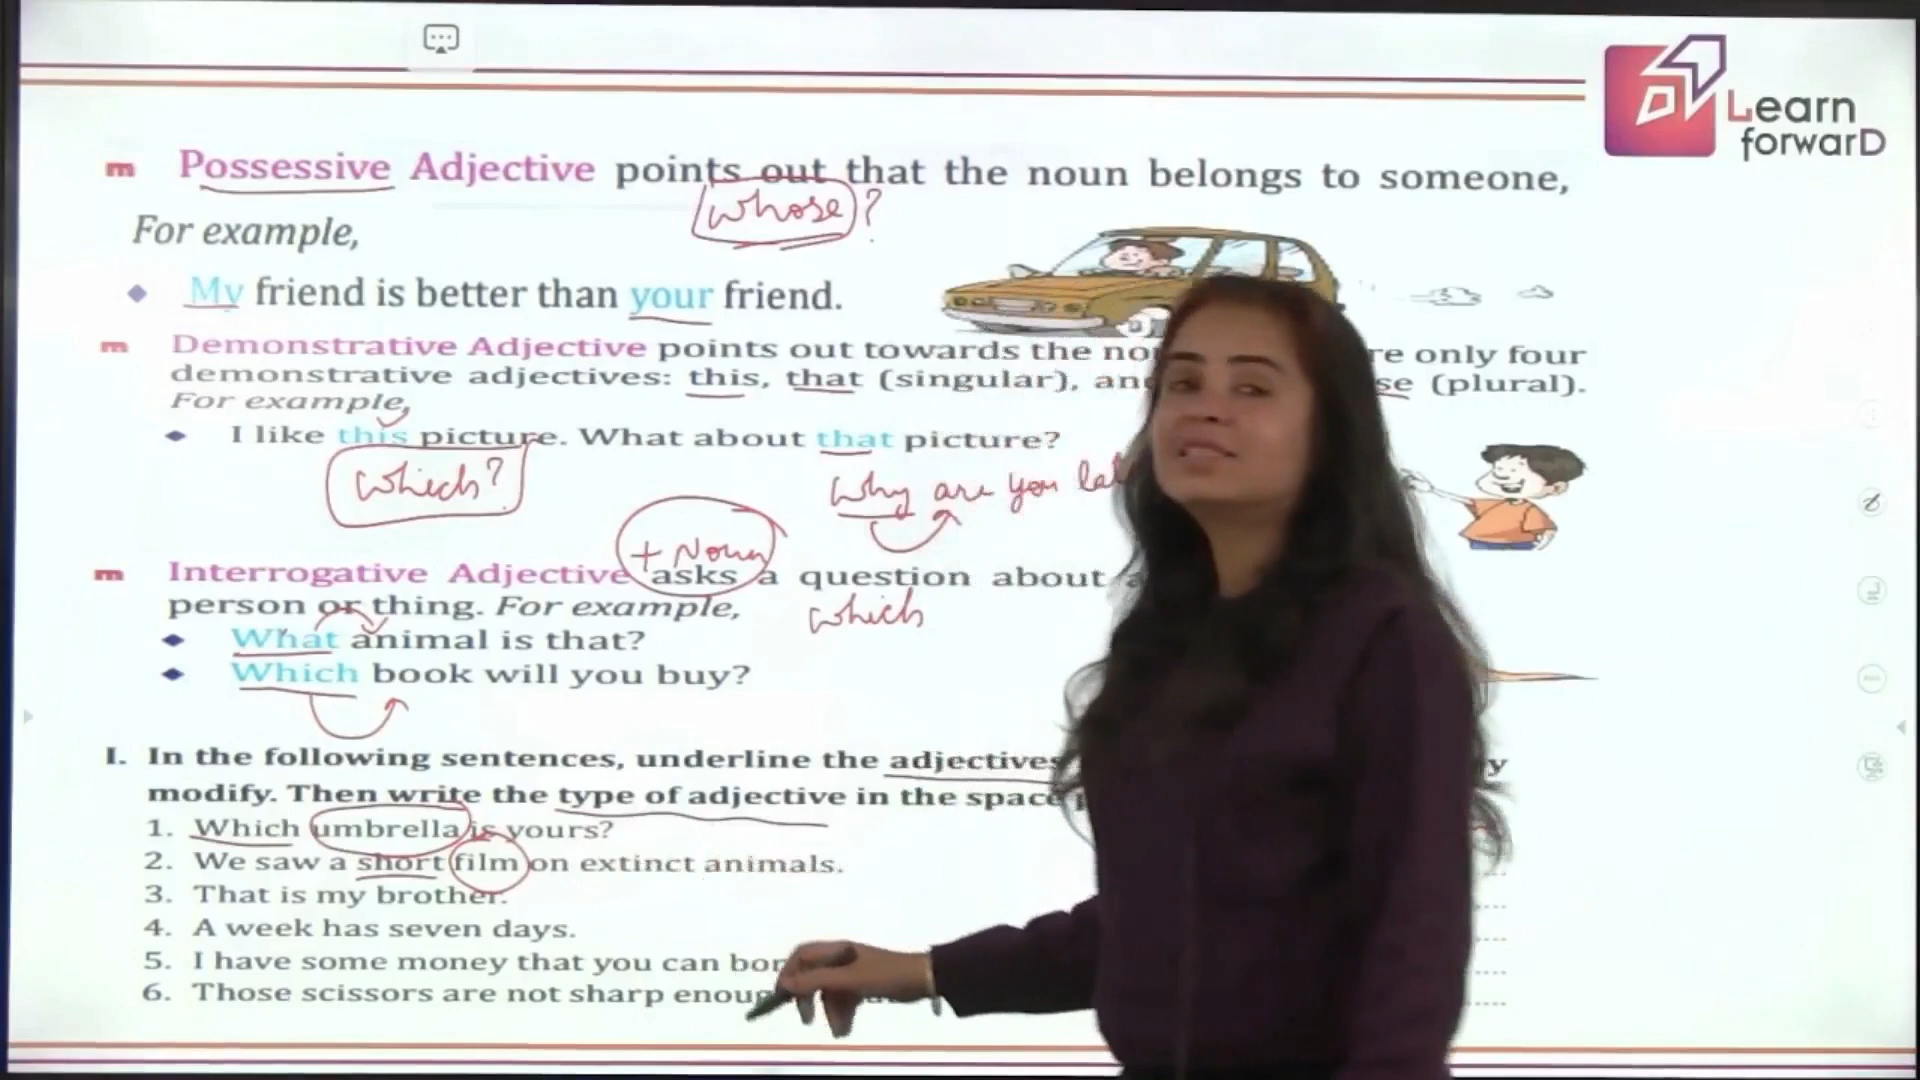 Learn
forwarD
m Possessive Adjective points out that the noun belongs to someone,
whose ?
For example,
My friend is better than your friend.
m Demonstrative Adjective points out towards the re only four
demonstrative adjectives: this, that (singular), se (plural).
For example,
I like this picture. What about that picture?
which? why are you
+ Noun
m Interrogative Adjective asks a question about
person or thing. For example,
which
What animal is that?
Which book will you buy?
I. In the following sentences, underline the adjectives y
modify. Then write the type of adjective in the space
1. Which umbrella is yours?
2. We saw a short film on extinct animals.
3. That is my brother.
4. A week has seven days.
5. I have some money that you can
6. Those scissors are not sharp